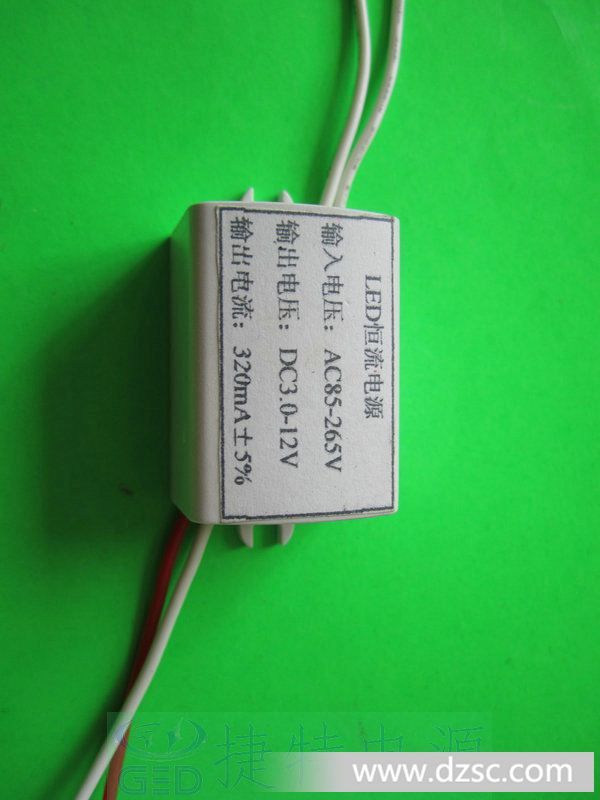 LED恒流电源
输入电压：AC85-265V
输出电压：DC3.0-12V
输出电流：320mA±5%
GED 捷特电源
www.dzsc.com